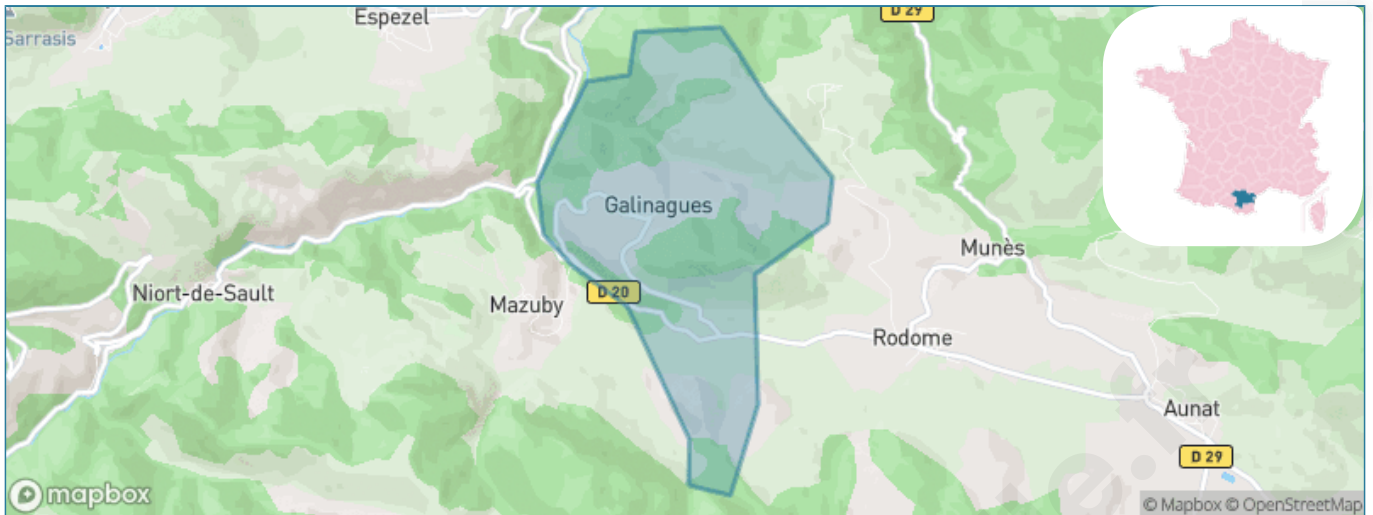 Espezel
D 29
Sarrasis
Galinagues
Munès
Niort-de-Sault
D 20
Mazuby
Rodome
Aunat
D 29
mapbox
© Mapbox © OpenStreetMap